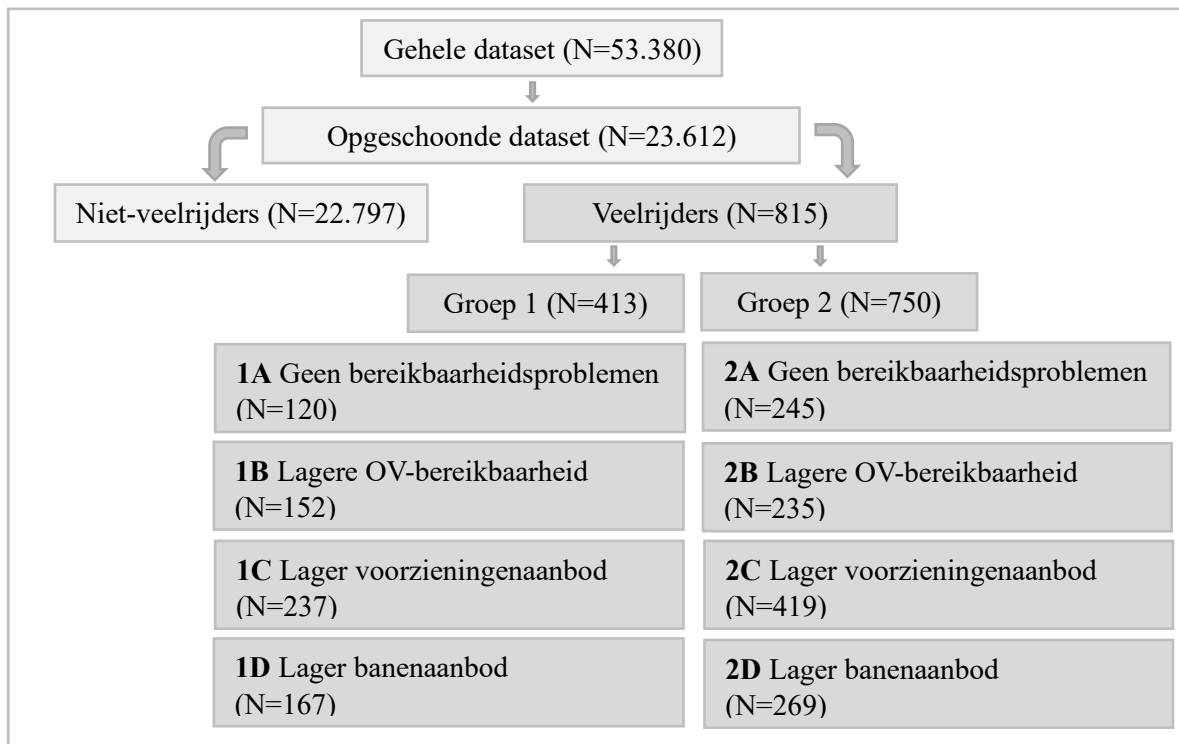 Gehele dataset (N=53.380)
Opgeschoonde dataset (N=23.612)
Niet-veelrijders (N=22.797)
Veelrijders (N=815)
Groep 1 (N=413)
Groep 2 (N=750)
1A Geen bereikbaarheidsproblemen
(N=120)
1B Lagere OV-bereikbaarheid
(N=152)
1C Lager voorzieningenaanbod
(N=237)
1D Lager banenaanbod
(N=167)
2A Geen bereikbaarheidsproblemen
(N=245)
2B Lagere OV-bereikbaarheid
(N=235)
2C Lager voorzieningenaanbod
(N=419)
2D Lager banenaanbod
(N=269)